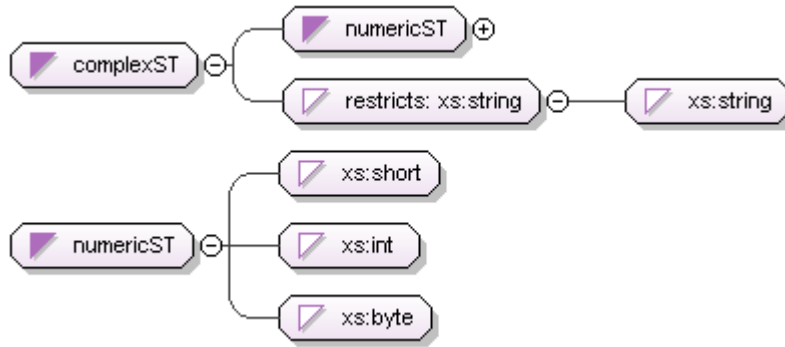 numericST
complexST
restricts: xs:string
xs:string
xs:short
numericST
xs:int
xs:byte